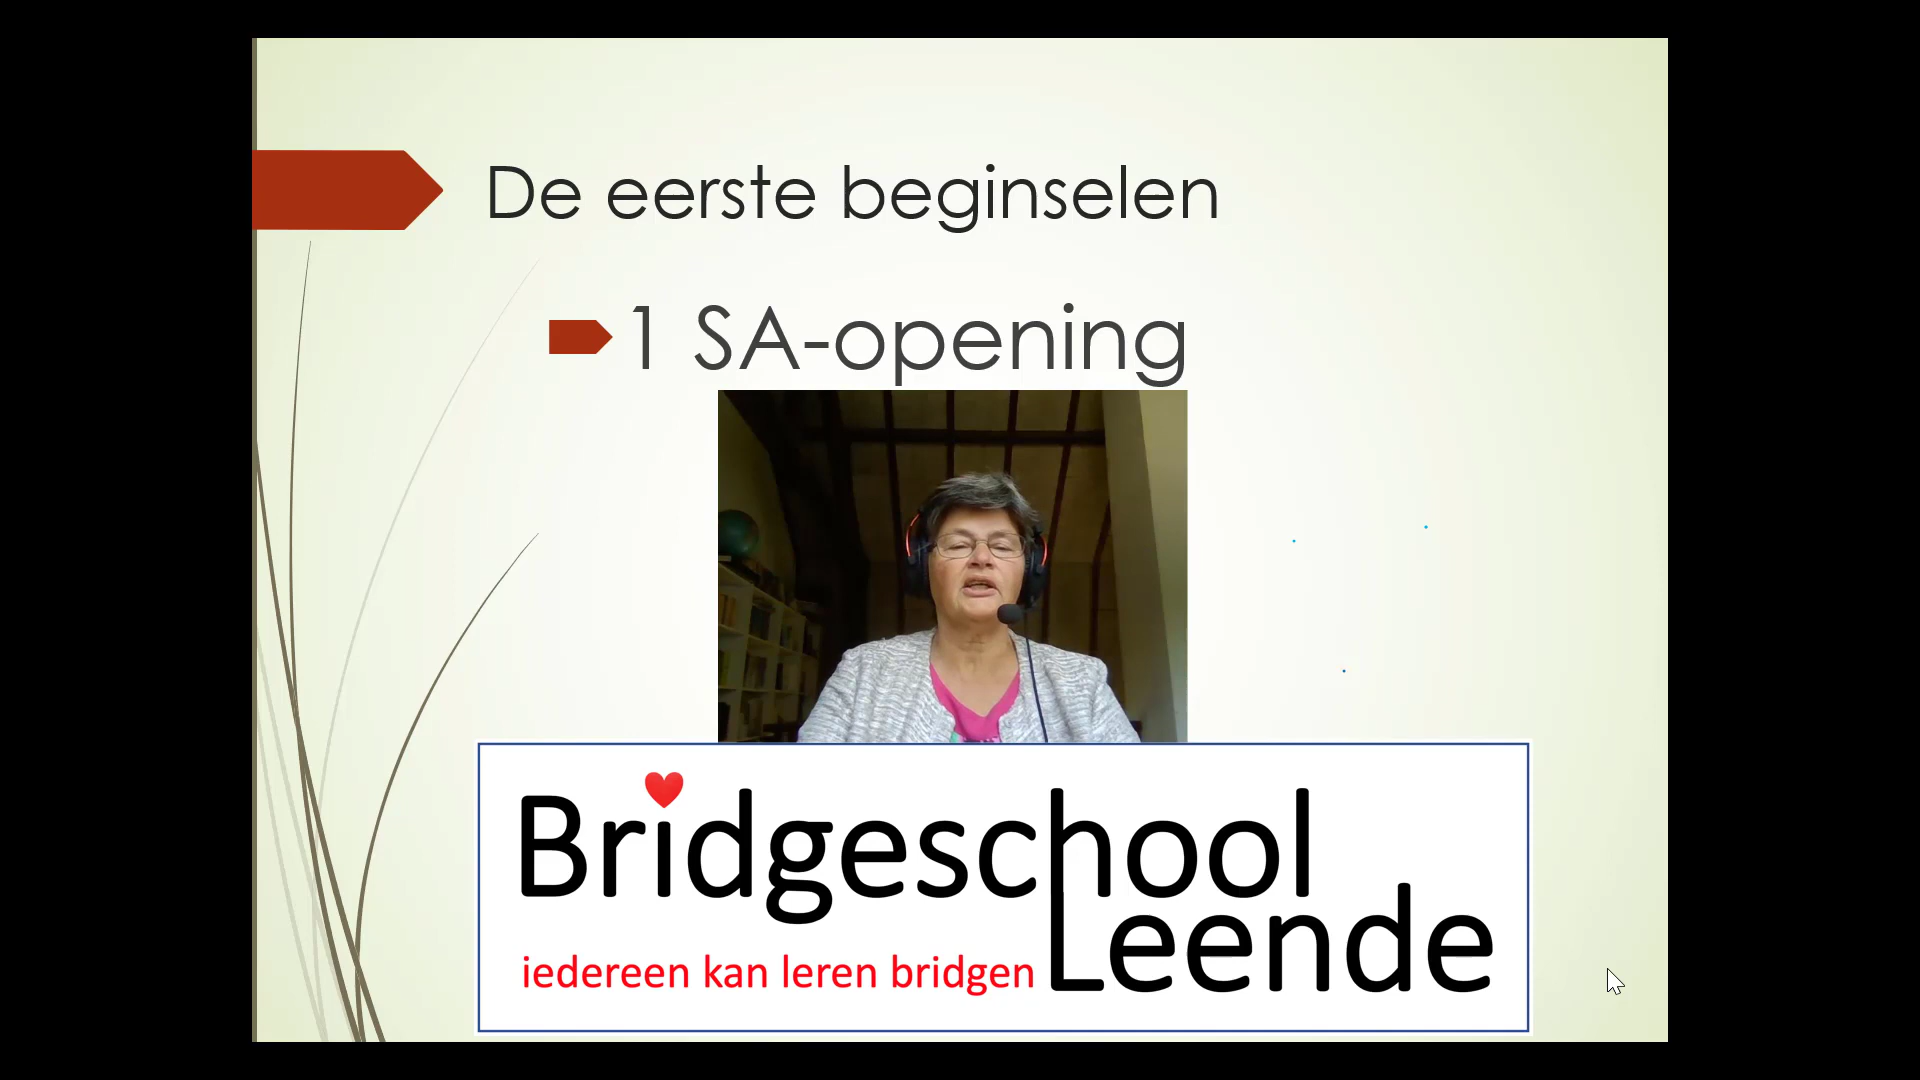 De eerste beginselen
1 SA-opening
Bridgeschool
Leende
iedereen kan leren bridgen